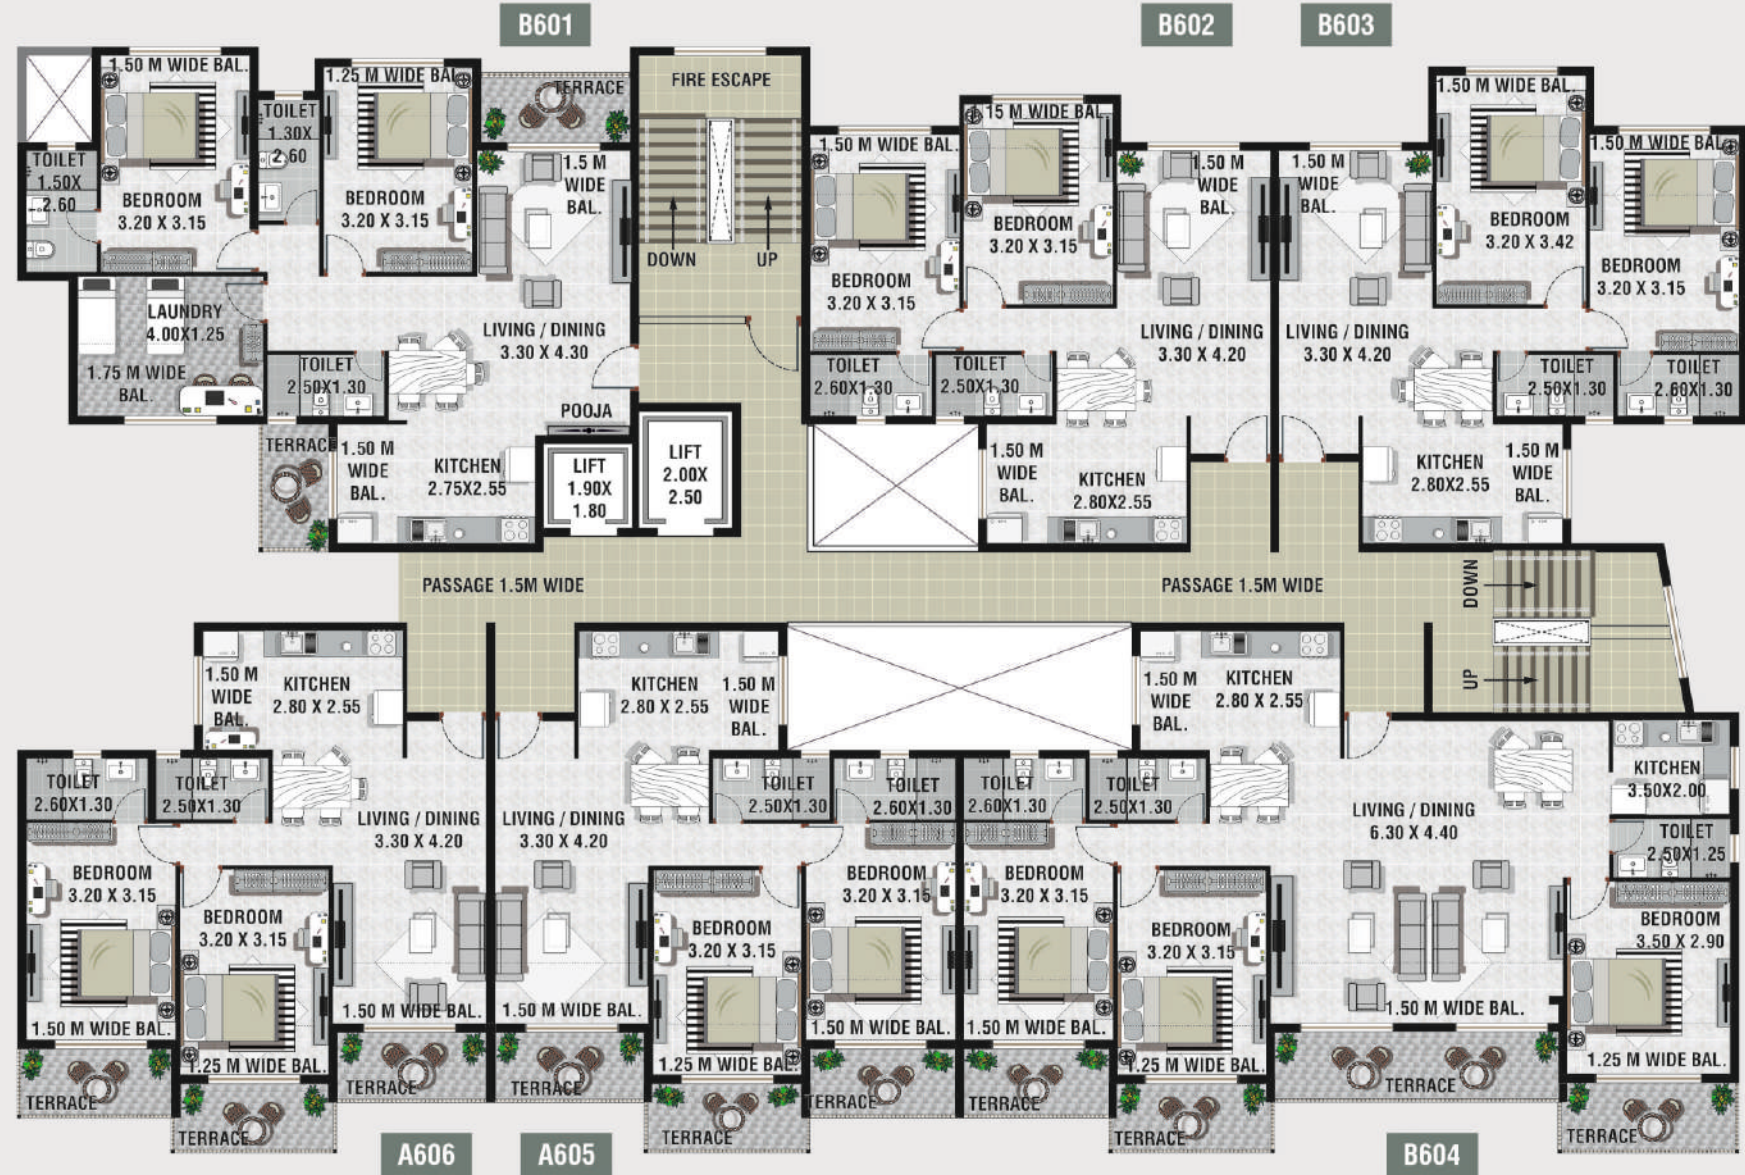 B601
B602
B603
1.50 M WIDE BAL.
TOILET
1.50X
2.60
BEDROOM
3.20 X 3.15
TOILET
1.30X
2.60
1.25 M WIDE BAL
BEDROOM
3.20 X 3.15
TERRACE
1.5 M
WIDE
BAL.
LIVING / DINING
3.30 X 4.30
LAUNDRY
4.00X1.25
1.75 M WIDE
BAL.
TOILET
2.50X1.30
POOJA
TERRACE
1.50 M
WIDE
BAL.
KITCHEN
2.75X2.55
LIFT
1.90X
1.80
LIFT
2.00X
2.50
FIRE ESCAPE
DOWN
UP
1.50 M WIDE BAL.
BEDROOM
3.20 X 3.15
15 M WIDE BAL
BEDROOM
3.20 X 3.15
1.50 M
WIDE
BAL.
LIVING / DINING
3.30 X 4.20
TOILET
2.60X1.30
TOILET
2.50X1.30
1.50 M
WIDE
BAL.
KITCHEN
2.80X2.55
1.50 M
WIDE
BAL.
LIVING / DINING
3.30 X 4.20
1.50 M WIDE BAL.
BEDROOM
3.20 X 3.42
1.50 M WIDE BAL.
BEDROOM
3.20 X 3.15
TOILET
2.50X1.30
TOILET
2.60X1.30
KITCHEN
2.80X2.55
1.50 M
WIDE
BAL.
PASSAGE 1.5M WIDE
PASSAGE 1.5M WIDE
DOWN
UP
1.50 M
WIDE
BAL.
KITCHEN
2.80 X 2.55
TOILET
2.60X1.30
TOILET
2.50X1.30
LIVING / DINING
3.30 X 4.20
BEDROOM
3.20 X 3.15
BEDROOM
3.20 X 3.15
1.50 M WIDE BAL.
1.25 M WIDE BAL.
1.50 M WIDE BAL.
TERRACE
TERRACE
TERRACE
KITCHEN
2.80 X 2.55
1.50 M
WIDE
BAL.
LIVING / DINING
3.30 X 4.20
TOILET
2.50X1.30
TOILET
2.60X1.30
BEDROOM
3.20 X 3.15
BEDROOM
3.20 X 3.15
1.50 M WIDE BAL.
1.25 M WIDE BAL.
1.50 M WIDE BAL.
TERRACE
TERRACE
TERRACE
1.50 M
WIDE
BAL.
KITCHEN
2.80 X 2.55
TOILET
2.60X1.30
TOILET
2.50X1.30
BEDROOM
3.20 X 3.15
BEDROOM
3.20 X 3.15
1.50 M WIDE BAL.
1.25 M WIDE BAL.
TERRACE
TERRACE
LIVING / DINING
6.30 X 4.40
1.50 M WIDE BAL.
TERRACE
KITCHEN
3.50X2.00
TOILET
2.50X1.25
BEDROOM
3.50 X 2.90
1.25 M WIDE BAL.
TERRACE
A606
A605
B604